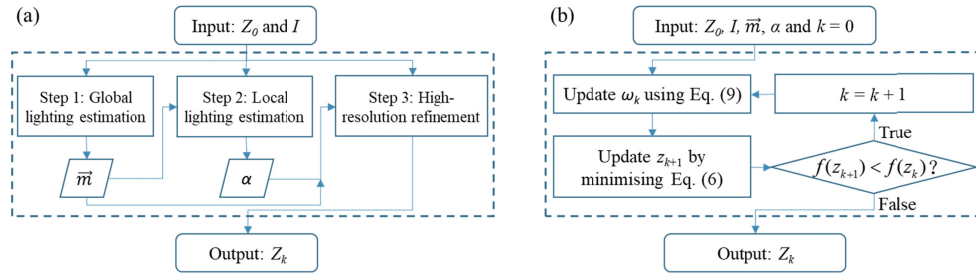 (a)
Input: Z₀ and I
Step 1: Global
lighting estimation
Step 2: Local
lighting estimation
Step 3: High-
resolution refinement
m⃗
α
Output: Zₖ
(b)
Input: Z₀, I, m⃗, α and k = 0
Update ωₖ using Eq. (9)
k = k + 1
True
Update zₖ₊₁ by
minimising Eq. (6)
f(zₖ₊₁) < f(zₖ)?
False
Output: Zₖ